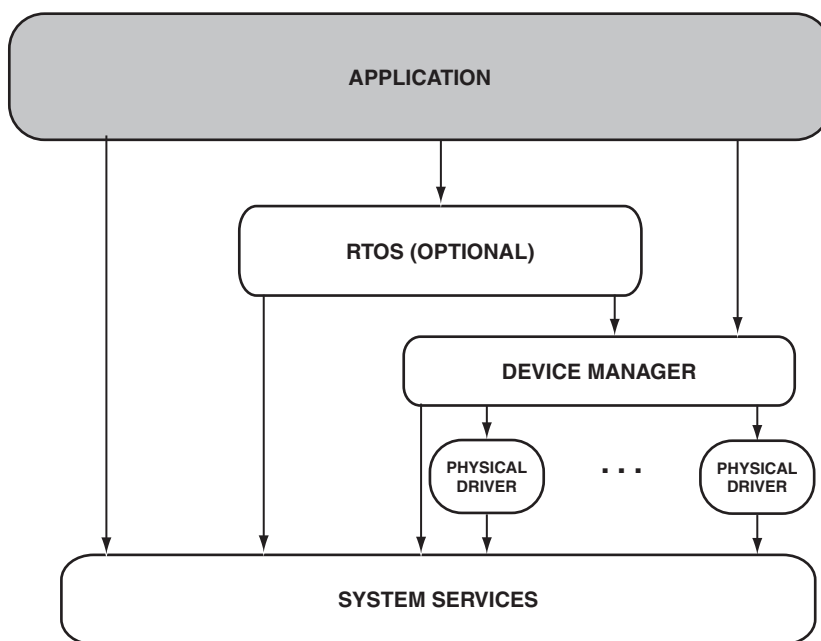 APPLICATION
RTOS (OPTIONAL)
DEVICE MANAGER
PHYSICAL
DRIVER
. . .
PHYSICAL
DRIVER
SYSTEM SERVICES